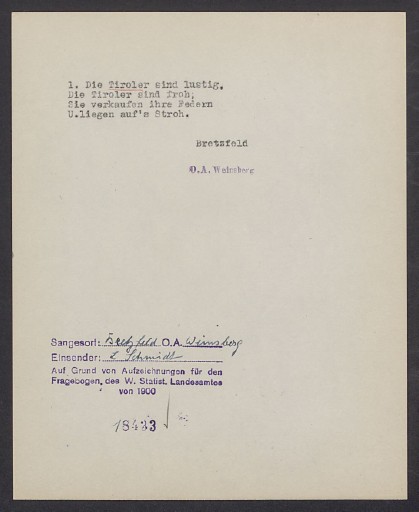 1. Die Tiroler sind lustig,
Die Tiroler sind froh;
Sie verkaufen ihre Federn
U.liegen auf's Stroh.
Bretzfeld
O.A. Weinsberg
Sangesort: Bretzfeld O.A. Weinsberg
Einsender: L Schmidt
Auf Grund von Aufzeichnungen für den
Fragebogen, des W. Statist. Landesamtes
von 1900
18433